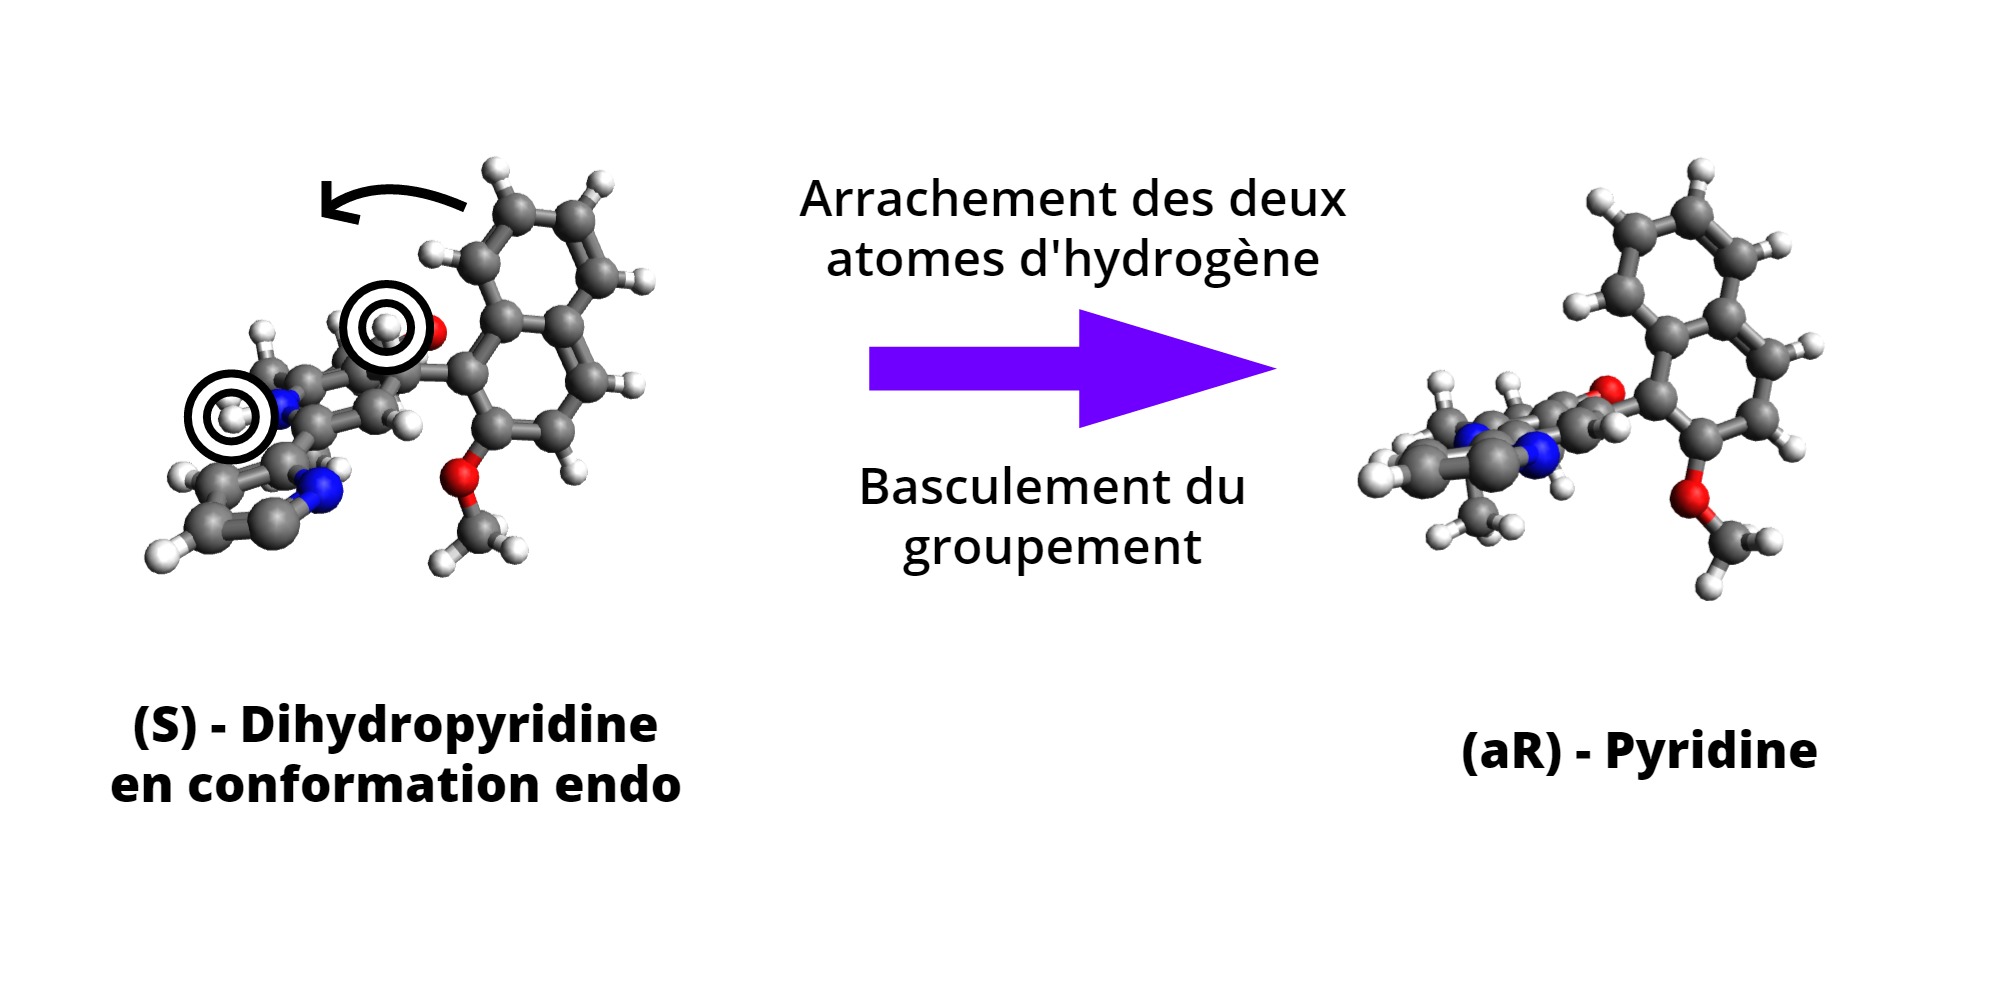 Arrachement des deux
atomes d'hydrogène
Basculement du
groupement
(S) - Dihydropyridine
en conformation endo
(aR) - Pyridine